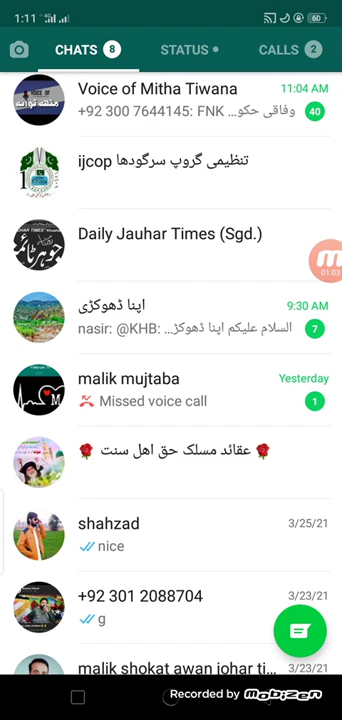 1:11
60
CHATS 8 STATUS CALLS 2
Voice of Mitha Tiwana 11:04 AM
+92 300 7644145: FNK وفاقی حکو... 40
تنظیمی گروپ سرگودھا ijcop
Daily Jauhar Times (Sgd.)
01:03
اپنا ڈھوکڑی 9:30 AM
nasir: @KHB: السلام علیکم اپنا ڈھوکڑ... 7
malik mujtaba Yesterday
Missed voice call 1
🌹 عقائد مسلک حق اھل سنت 🌹
shahzad 3/25/21
nice
+92 301 2088704 3/23/21
g
malik shokat awan johar ti... 3/23/21
Recorded by mobizen